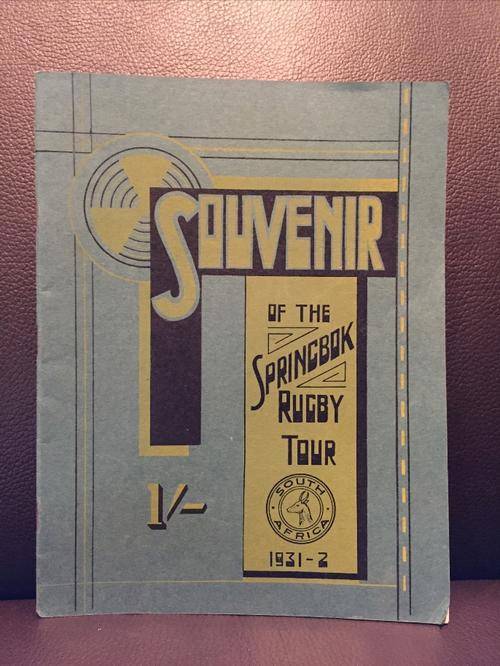 SOUVENIR
OF THE
SPRINGBOK
RUGBY
TOUR
SOUTH
AFRICA
1931-2
1/-